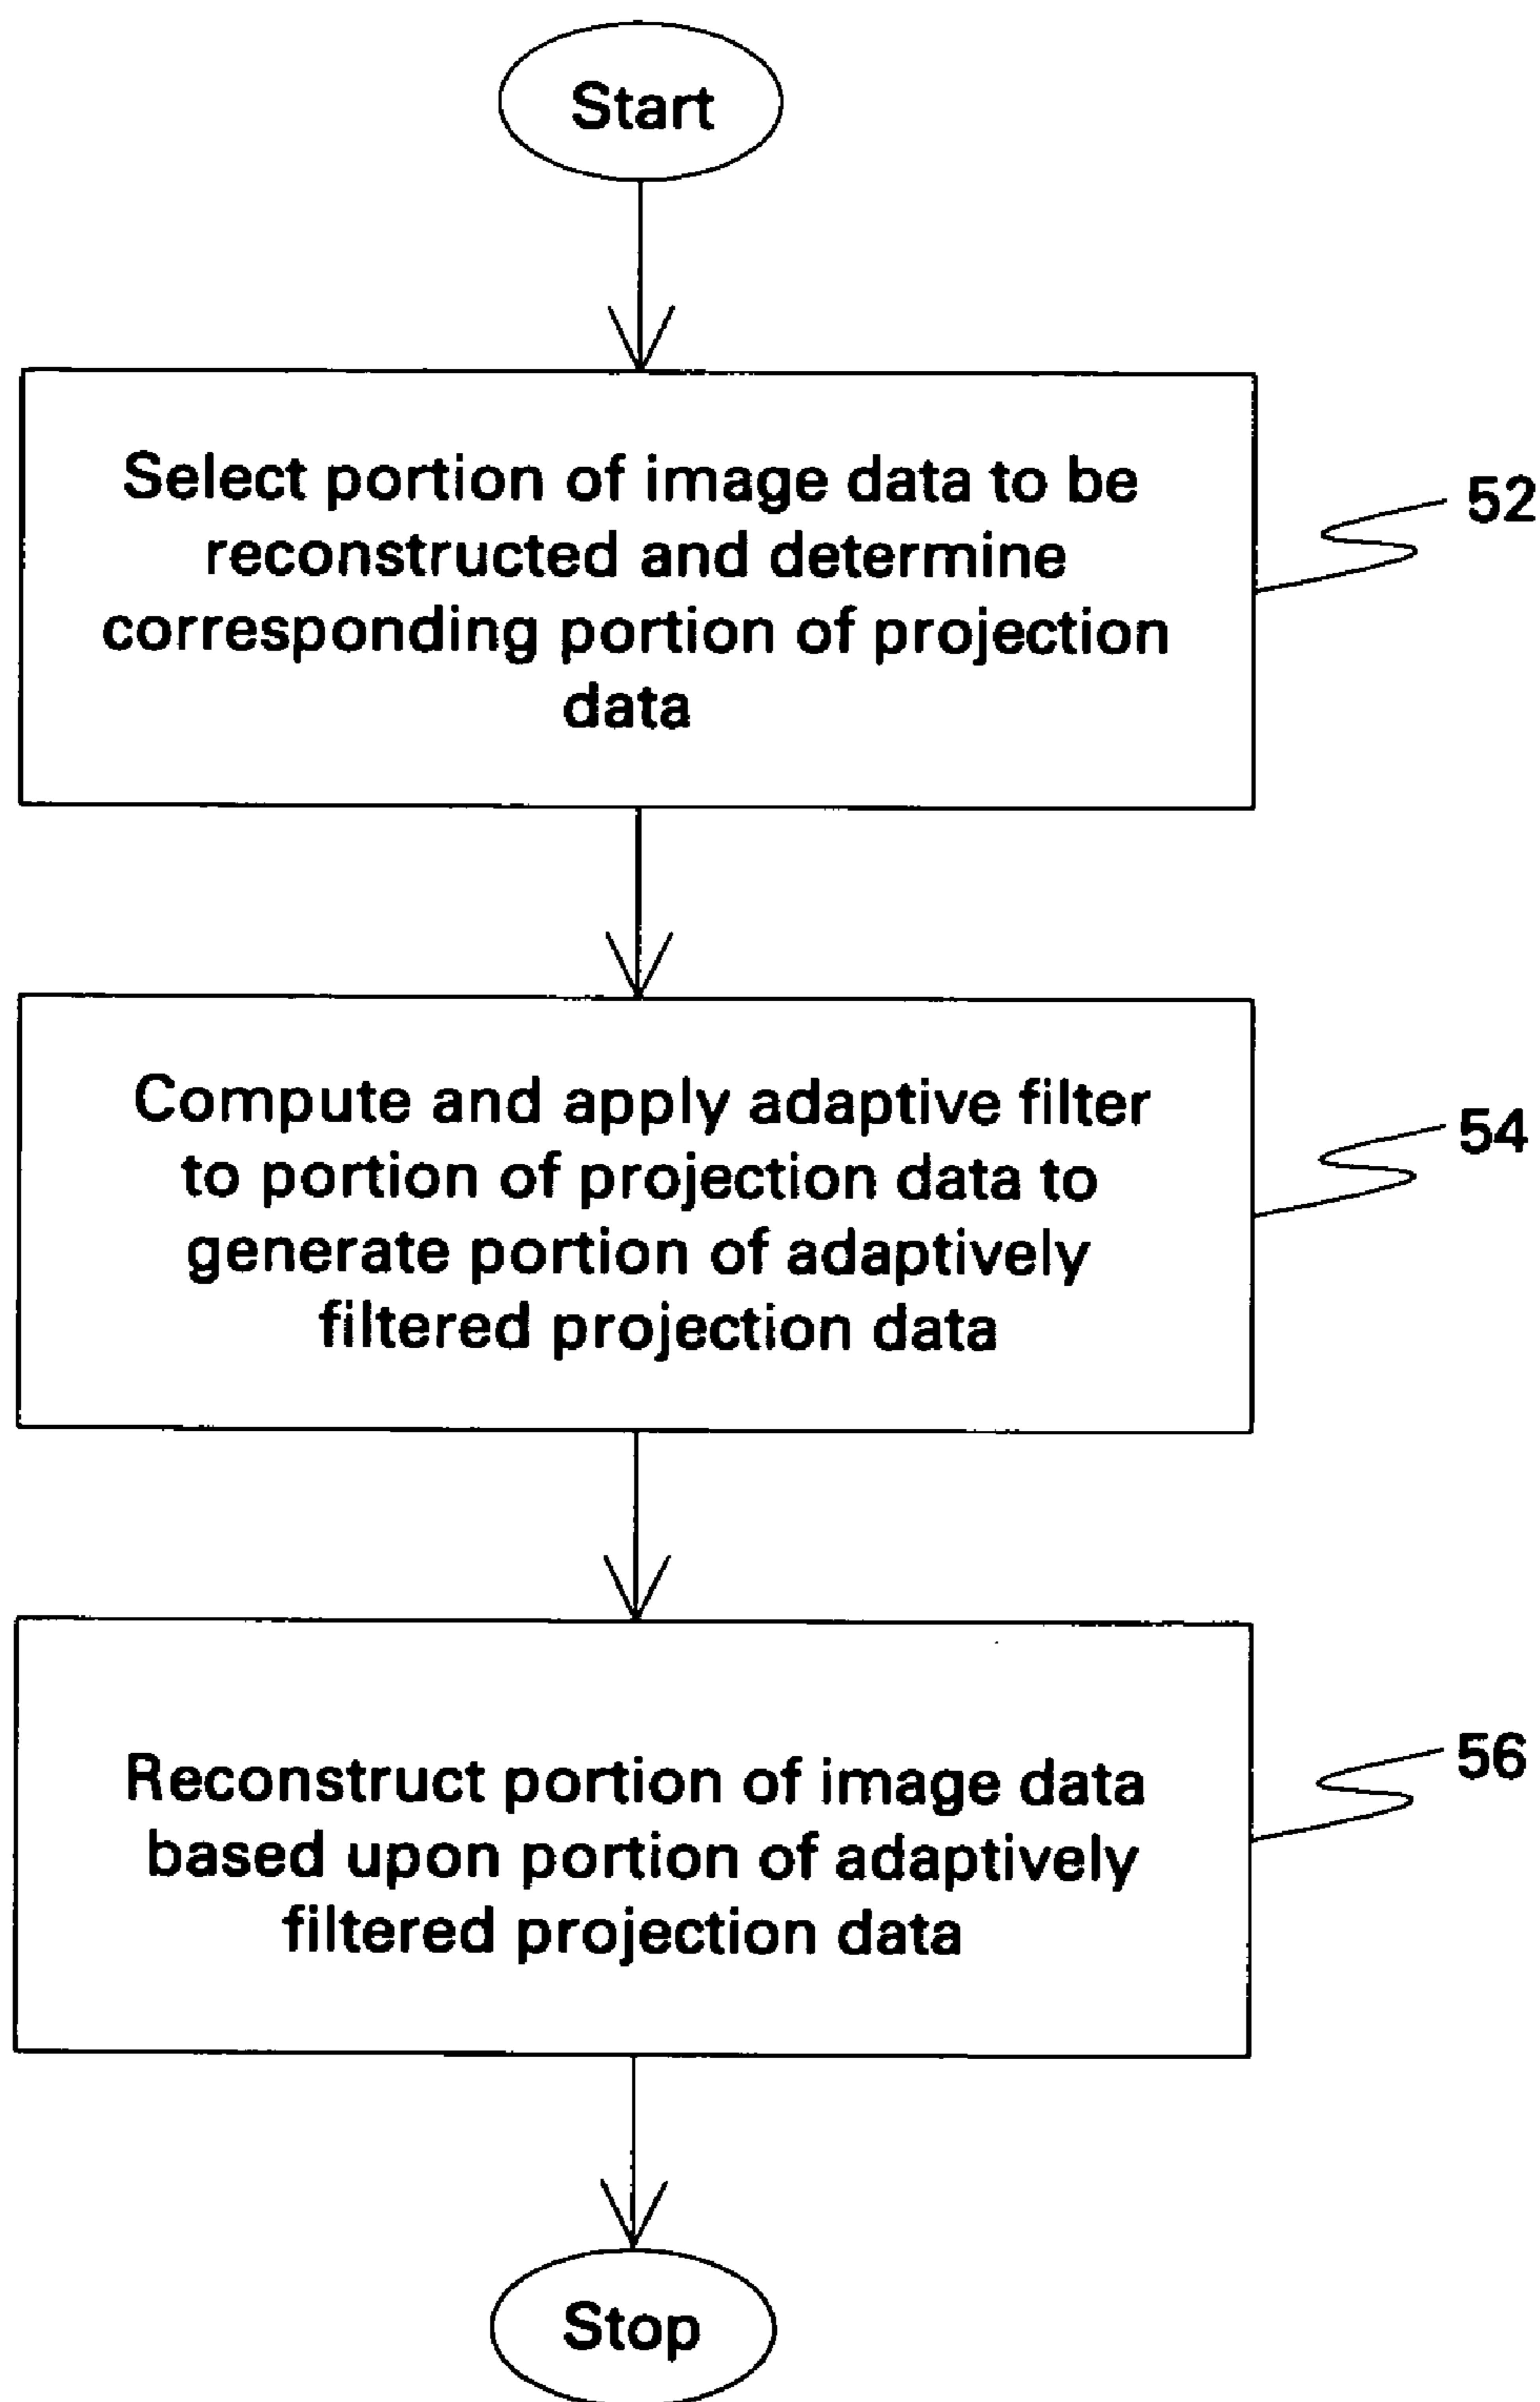 Start
Select portion of image data to be
reconstructed and determine
corresponding portion of projection
data
52
Compute and apply adaptive filter
to portion of projection data to
generate portion of adaptively
filtered projection data
54
Reconstruct portion of image data
based upon portion of adaptively
filtered projection data
56
Stop